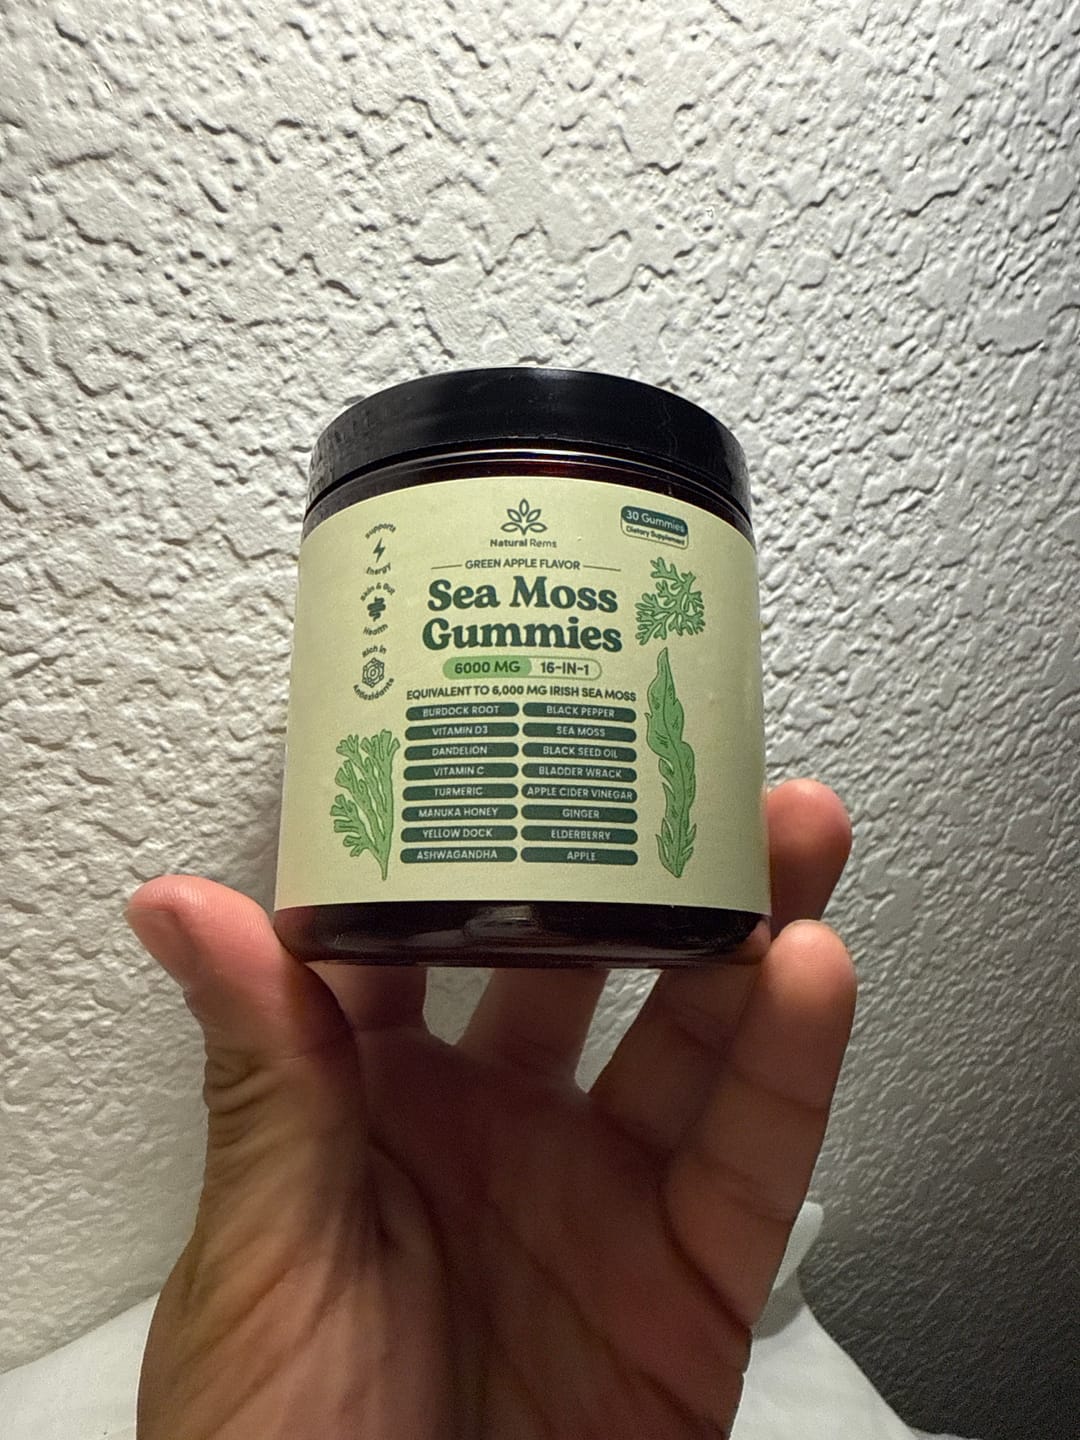 Natural Rems
30 Gummies
Dietary Supplement
Supports
Energy
Skin & Gut
Health
Rich in
Antioxidants
GREEN APPLE FLAVOR
Sea Moss
Gummies
6000 MG 16-IN-1
EQUIVALENT TO 6,000 MG IRISH SEA MOSS
BURDOCK ROOT BLACK PEPPER
VITAMIN D3 SEA MOSS
DANDELION BLACK SEED OIL
VITAMIN C BLADDER WRACK
TURMERIC APPLE CIDER VINEGAR
MANUKA HONEY GINGER
YELLOW DOCK ELDERBERRY
ASHWAGANDHA APPLE